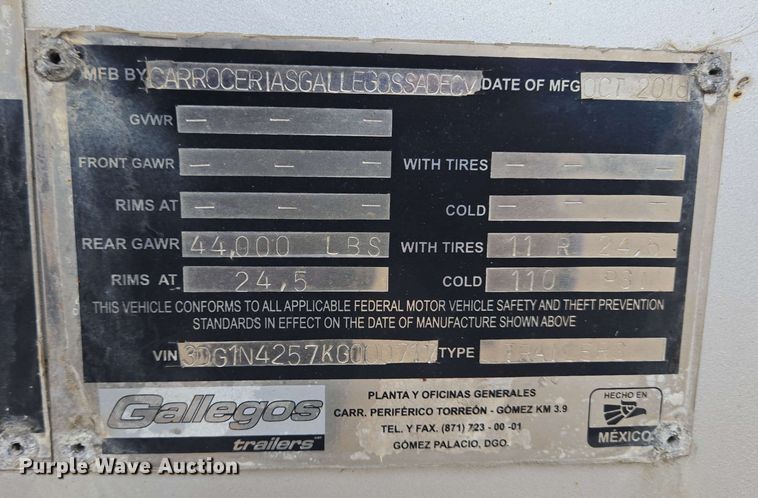 MFB BY CARROCERIASGALLEGOSSADECV DATE OF MFG OCT 2018
GVWR — — —
FRONT GAWR — — — WITH TIRES — — —
RIMS AT — — — COLD — — —
REAR GAWR 44,000 LBS WITH TIRES 11 R 24,5
RIMS AT 24,5 COLD 110 PSI
THIS VEHICLE CONFORMS TO ALL APPLICABLE FEDERAL MOTOR VEHICLE SAFETY AND THEFT PREVENTION
STANDARDS IN EFFECT ON THE DATE OF MANUFACTURE SHOWN ABOVE
VIN TYPE
Gallegos
trailers
PLANTA Y OFICINAS GENERALES
CARR. PERIFÉRICO TORREÓN - GÓMEZ KM 3.9
TEL. Y FAX. (871) 723 - 00 -01
GÓMEZ PALACIO, DGO.
HECHO EN
MÉXICO
Purple Wave Auction